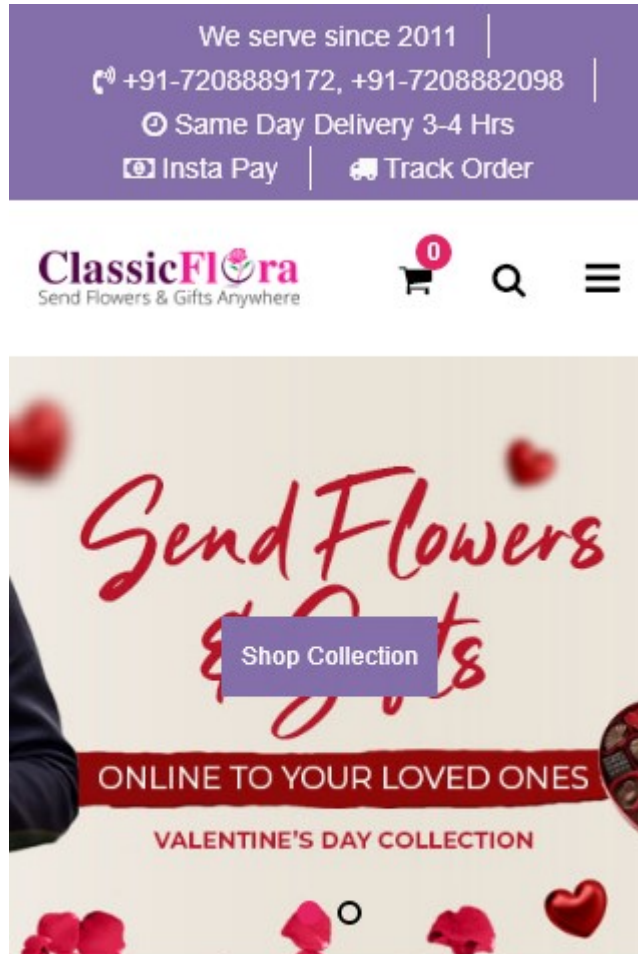 We serve since 2011
+91-7208889172, +91-7208882098
Same Day Delivery 3-4 Hrs
Insta Pay
Track Order
ClassicFlora
Send Flowers & Gifts Anywhere
0
Send Flowers
& Gifts
Shop Collection
ONLINE TO YOUR LOVED ONES
VALENTINE'S DAY COLLECTION